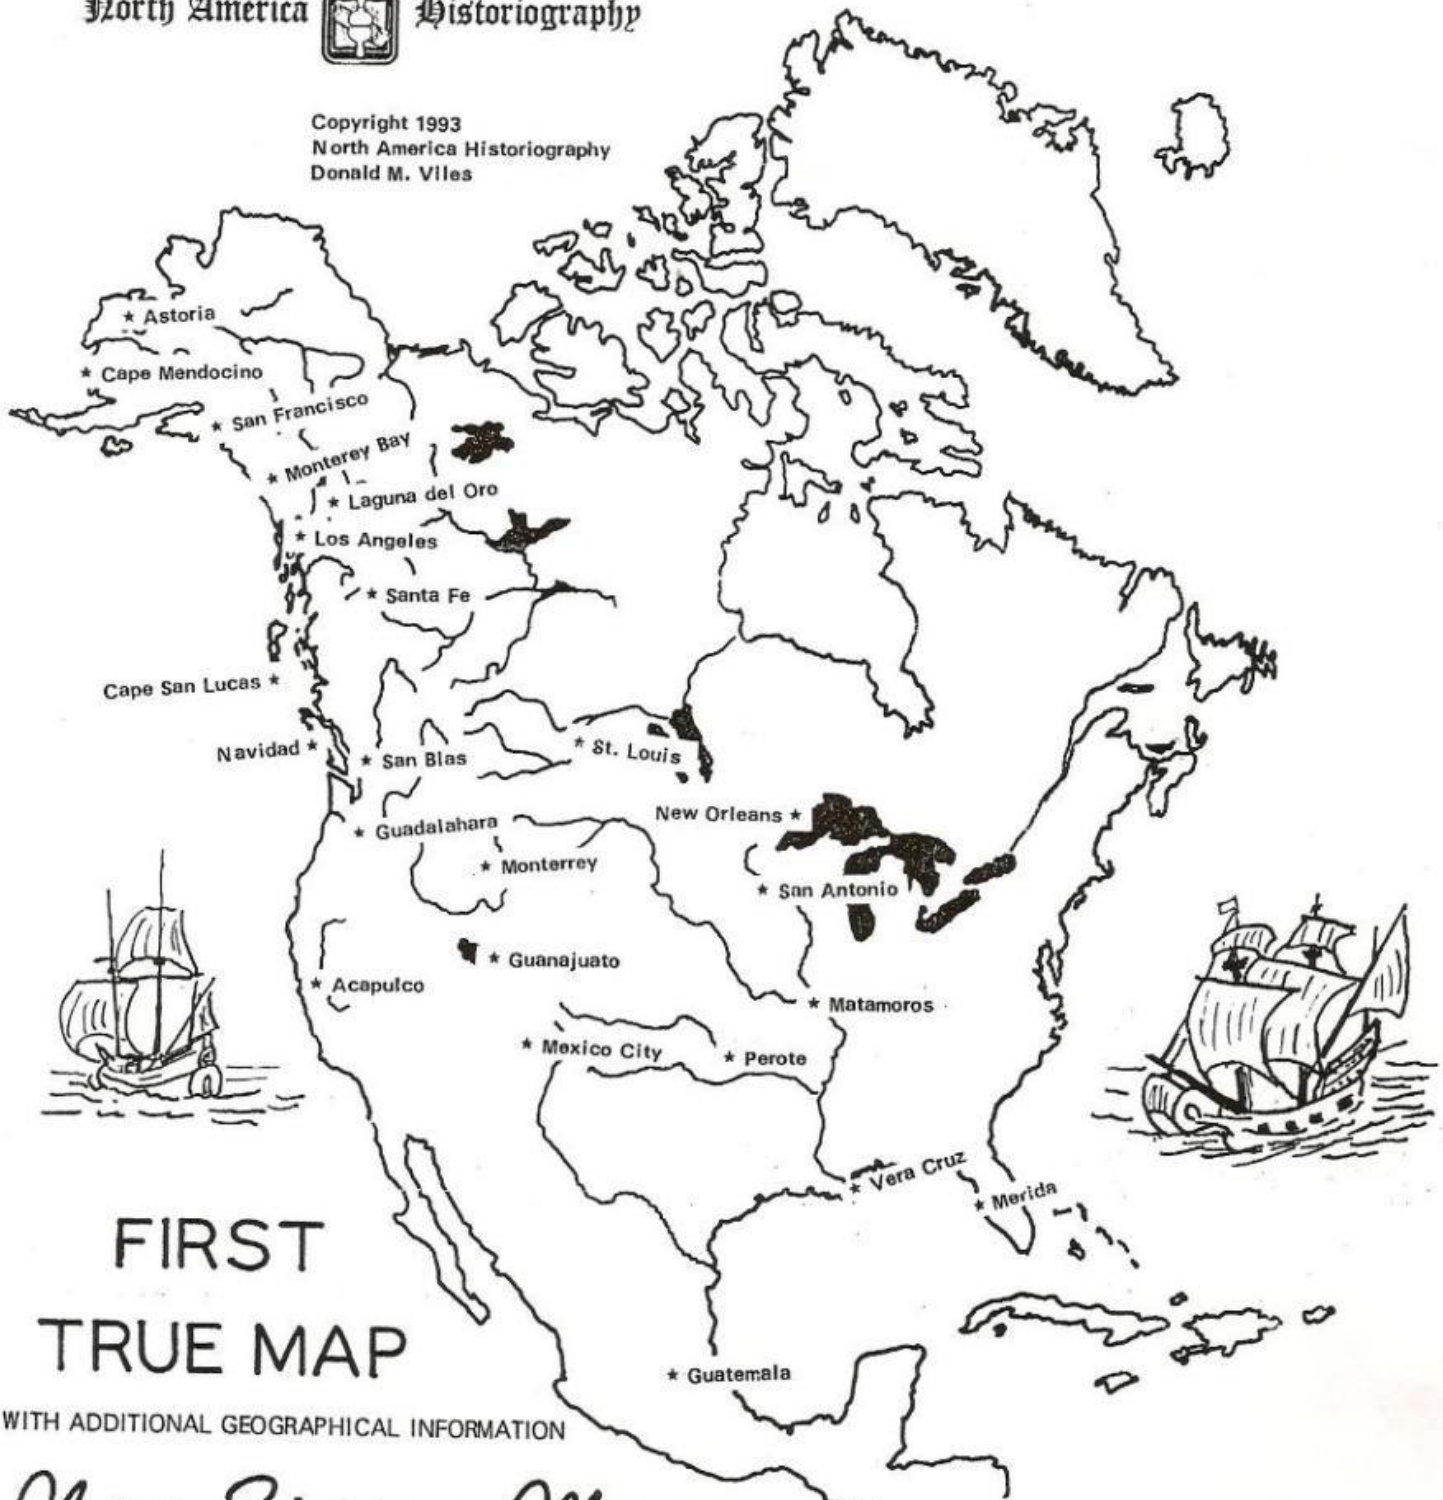 North America Historiography
Copyright 1993
North America Historiography
Donald M. Viles
Astoria
Cape Mendocino
San Francisco
Monterey Bay
Laguna del Oro
Los Angeles
Santa Fe
Cape San Lucas
Navidad
San Blas
St. Louis
New Orleans
Guadalahara
Monterrey
San Antonio
Guanajuato
Acapulco
Matamoros
Mexico City
Perote
Vera Cruz
Merida
FIRST
TRUE MAP
Guatemala
WITH ADDITIONAL GEOGRAPHICAL INFORMATION